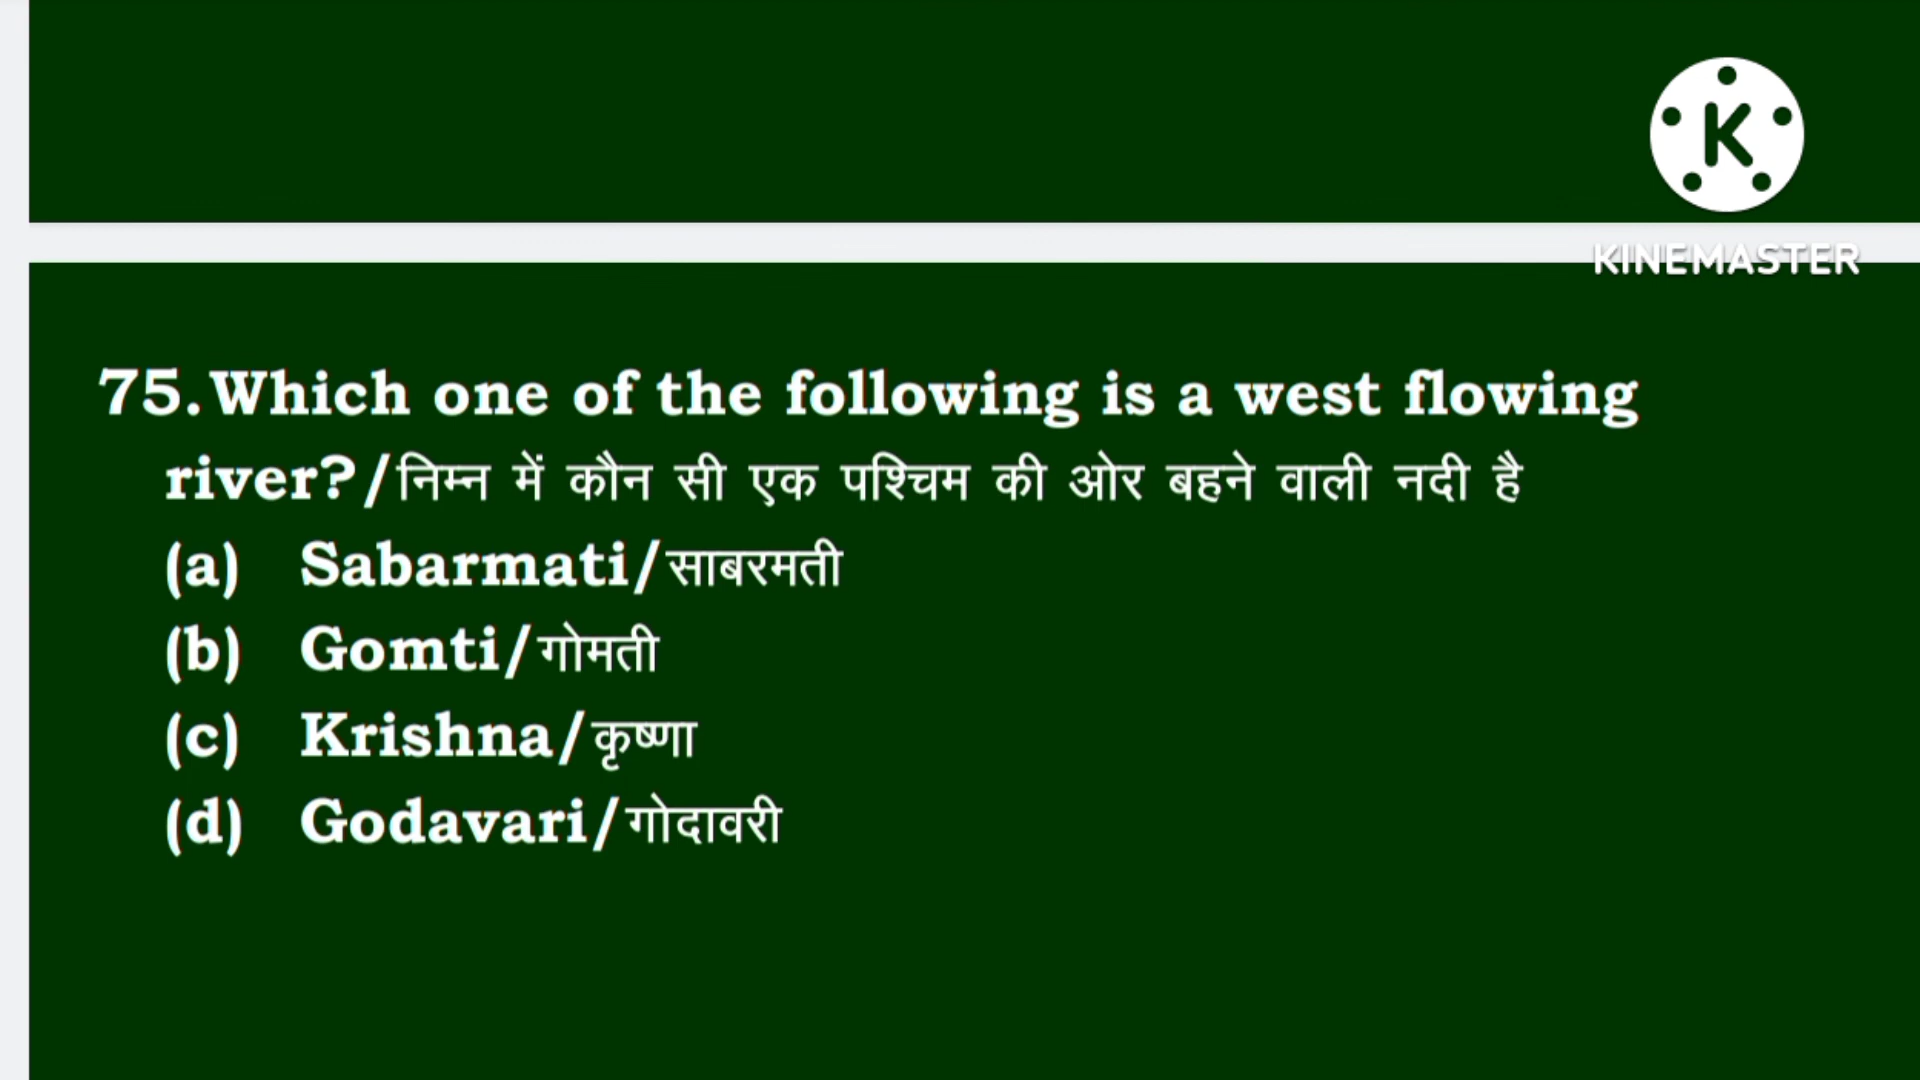 K
KINEMASTER
75. Which one of the following is a west flowing
river?/निम्न में कौन सी एक पश्चिम की ओर बहने वाली नदी है
(a) Sabarmati/साबरमती
(b) Gomti/गोमती
(c) Krishna/कृष्णा
(d) Godavari/गोदावरी